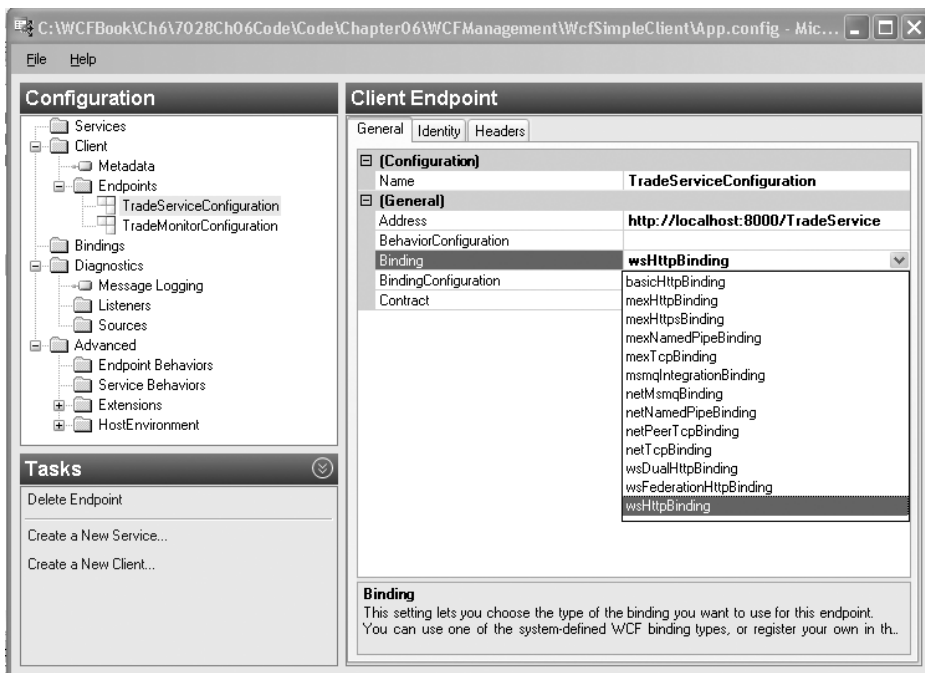 C:\WCFBook\Ch6\7028Ch06Code\Code\Chapter06\WCFManagement\WcfSimpleClient\App.config - Mic...
File Help
Configuration
Services
Client
Metadata
Endpoints
TradeServiceConfiguration
TradeMonitorConfiguration
Bindings
Diagnostics
Message Logging
Listeners
Sources
Advanced
Endpoint Behaviors
Service Behaviors
Extensions
HostEnvironment
Tasks
Delete Endpoint
Create a New Service...
Create a New Client...
Client Endpoint
General Identity Headers
(Configuration)
Name TradeServiceConfiguration
(General)
Address http://localhost:8000/TradeService
BehaviorConfiguration
Binding wsHttpBinding
BindingConfiguration
Contract
basicHttpBinding
mexHttpBinding
mexHttpsBinding
mexNamedPipeBinding
mexTcpBinding
msmqIntegrationBinding
netMsmqBinding
netNamedPipeBinding
netPeerTcpBinding
netTcpBinding
wsDualHttpBinding
wsFederationHttpBinding
wsHttpBinding
Binding
This setting lets you choose the type of the binding you want to use for this endpoint.
You can use one of the system-defined WCF binding types, or register your own in th..